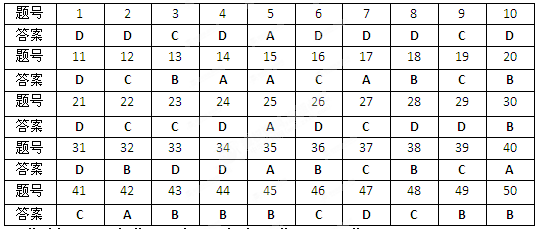 题号 1 2 3 4 5 6 7 8 9 10
答案 D D C D A D D D C D
题号 11 12 13 14 15 16 17 18 19 20
答案 D C B A A C A B C B
题号 21 22 23 24 25 26 27 28 29 30
答案 D C C D A D C D D B
题号 31 32 33 34 35 36 37 38 39 40
答案 D B D D A B C B C A
题号 41 42 43 44 45 46 47 48 49 50
答案 C A B B B C D C B B